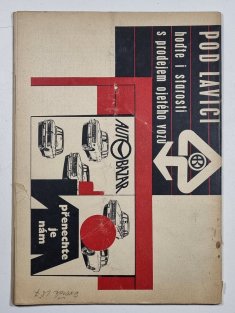 POD LAVICI
hoďte i starosti
s prodejem ojetého vozu
AUTOBAZAR
přenechte
je
nám